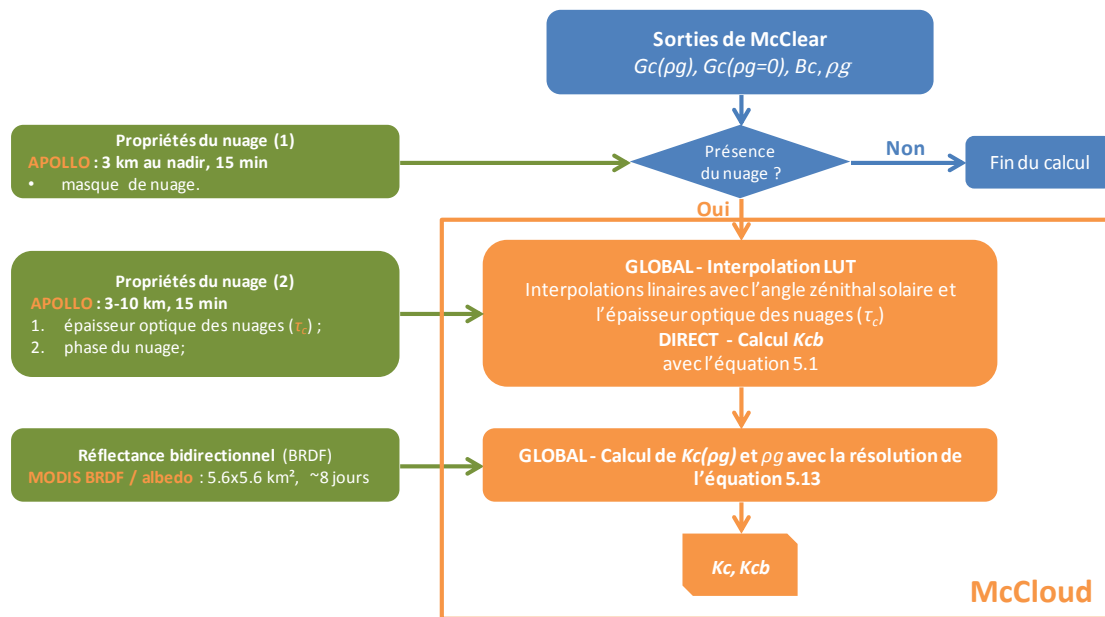 Sorties de McClear
Gc(ρg), Gc(ρg=0), Bc, ρg
Propriétés du nuage (1)
APOLLO : 3 km au nadir, 15 min
• masque de nuage.
Présence
du nuage ?
Non
Fin du calcul
Oui
Propriétés du nuage (2)
APOLLO : 3-10 km, 15 min
1. épaisseur optique des nuages (τc) ;
2. phase du nuage;
GLOBAL - Interpolation LUT
Interpolations linaires avec l'angle zénithal solaire et
l'épaisseur optique des nuages (τc)
DIRECT - Calcul Kcb
avec l'équation 5.1
Réflectance bidirectionnel (BRDF)
MODIS BRDF / albedo : 5.6x5.6 km², ~8 jours
GLOBAL - Calcul de Kc(ρg) et ρg avec la résolution de
l'équation 5.13
Kc, Kcb
McCloud